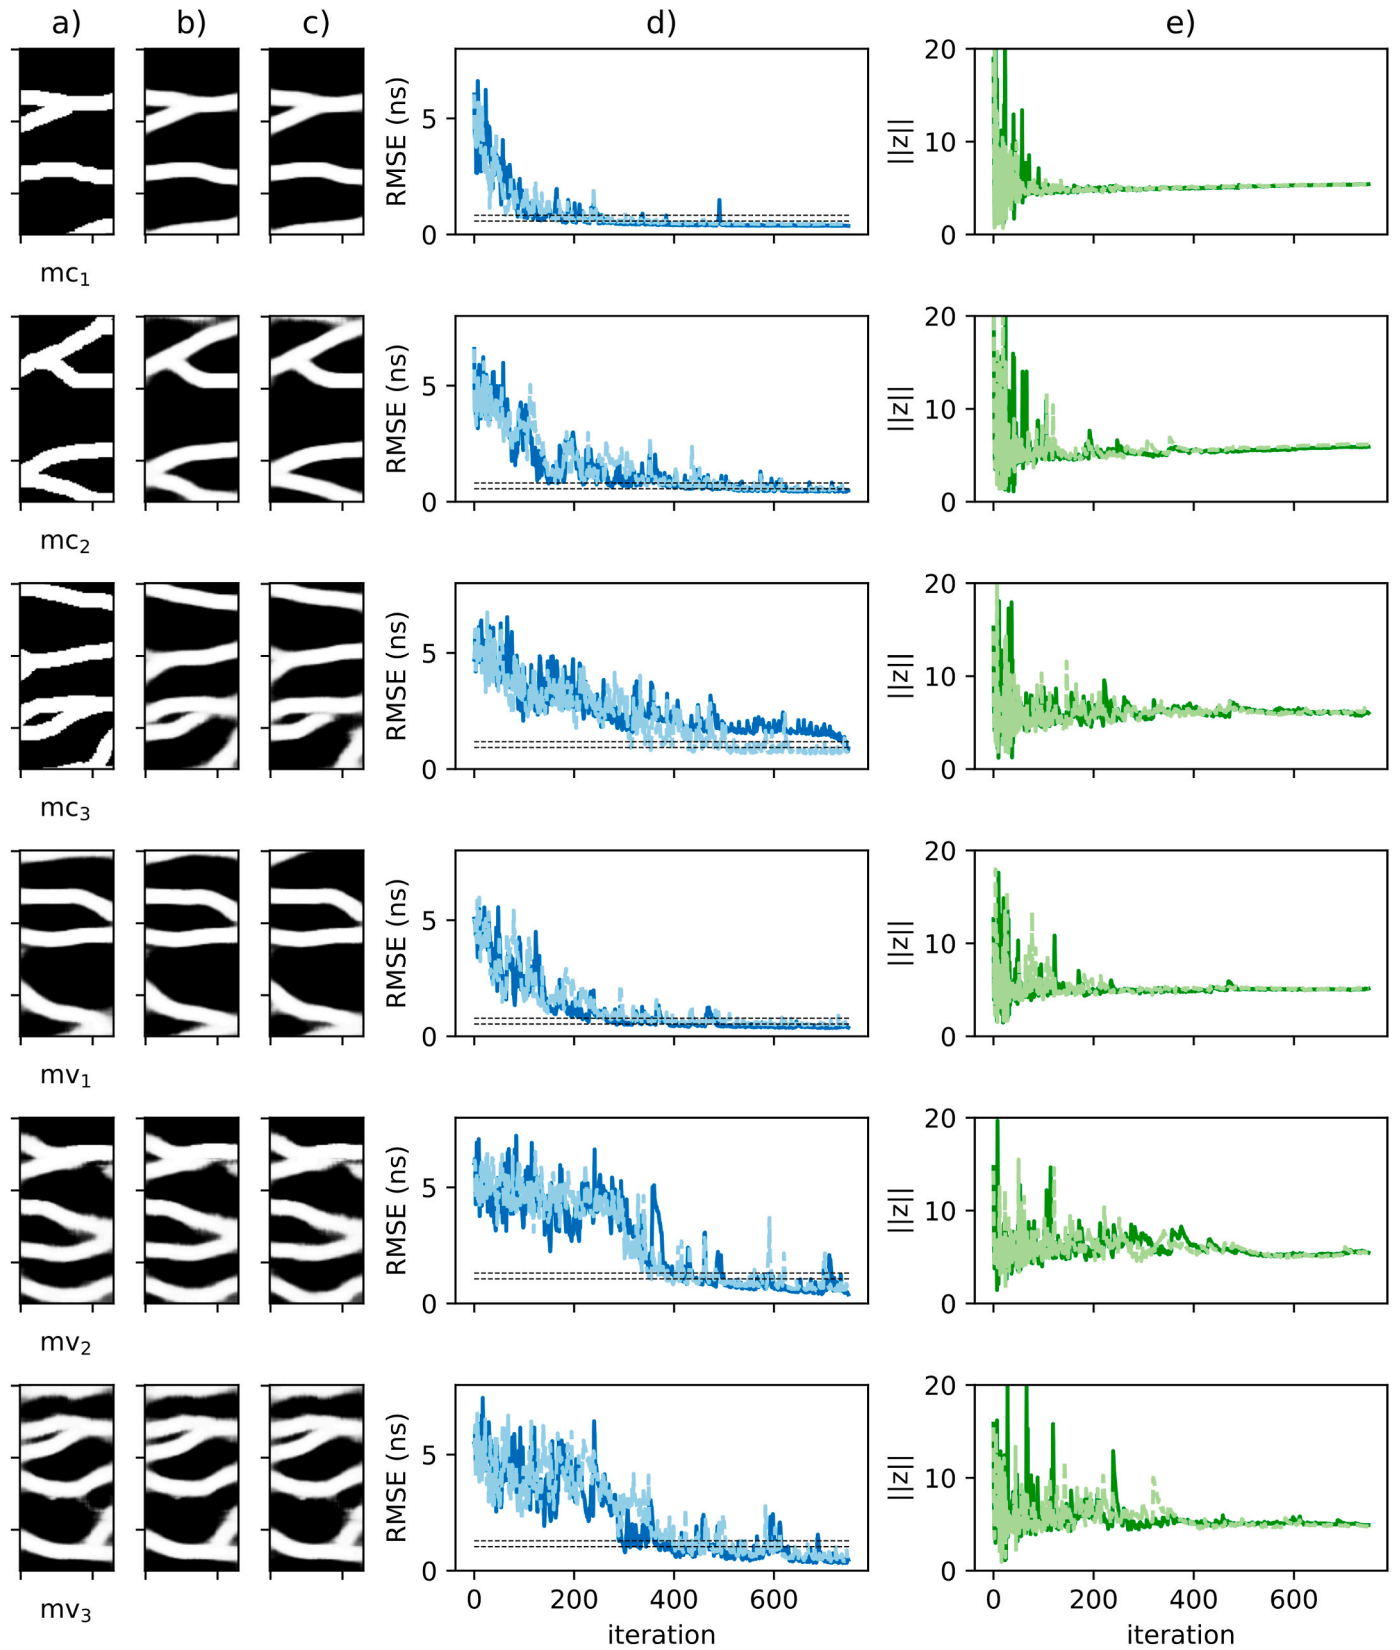 a) b) c) d) e)
RMSE (ns) 5 0
||z|| 20 10 0
mc₁
RMSE (ns) 5 0
||z|| 20 10 0
mc₂
RMSE (ns) 5 0
||z|| 20 10 0
mc₃
RMSE (ns) 5 0
||z|| 20 10 0
mv₁
RMSE (ns) 5 0
||z|| 20 10 0
mv₂
RMSE (ns) 5 0
||z|| 20 10 0
0 200 400 600 0 200 400 600
mv₃
iteration iteration